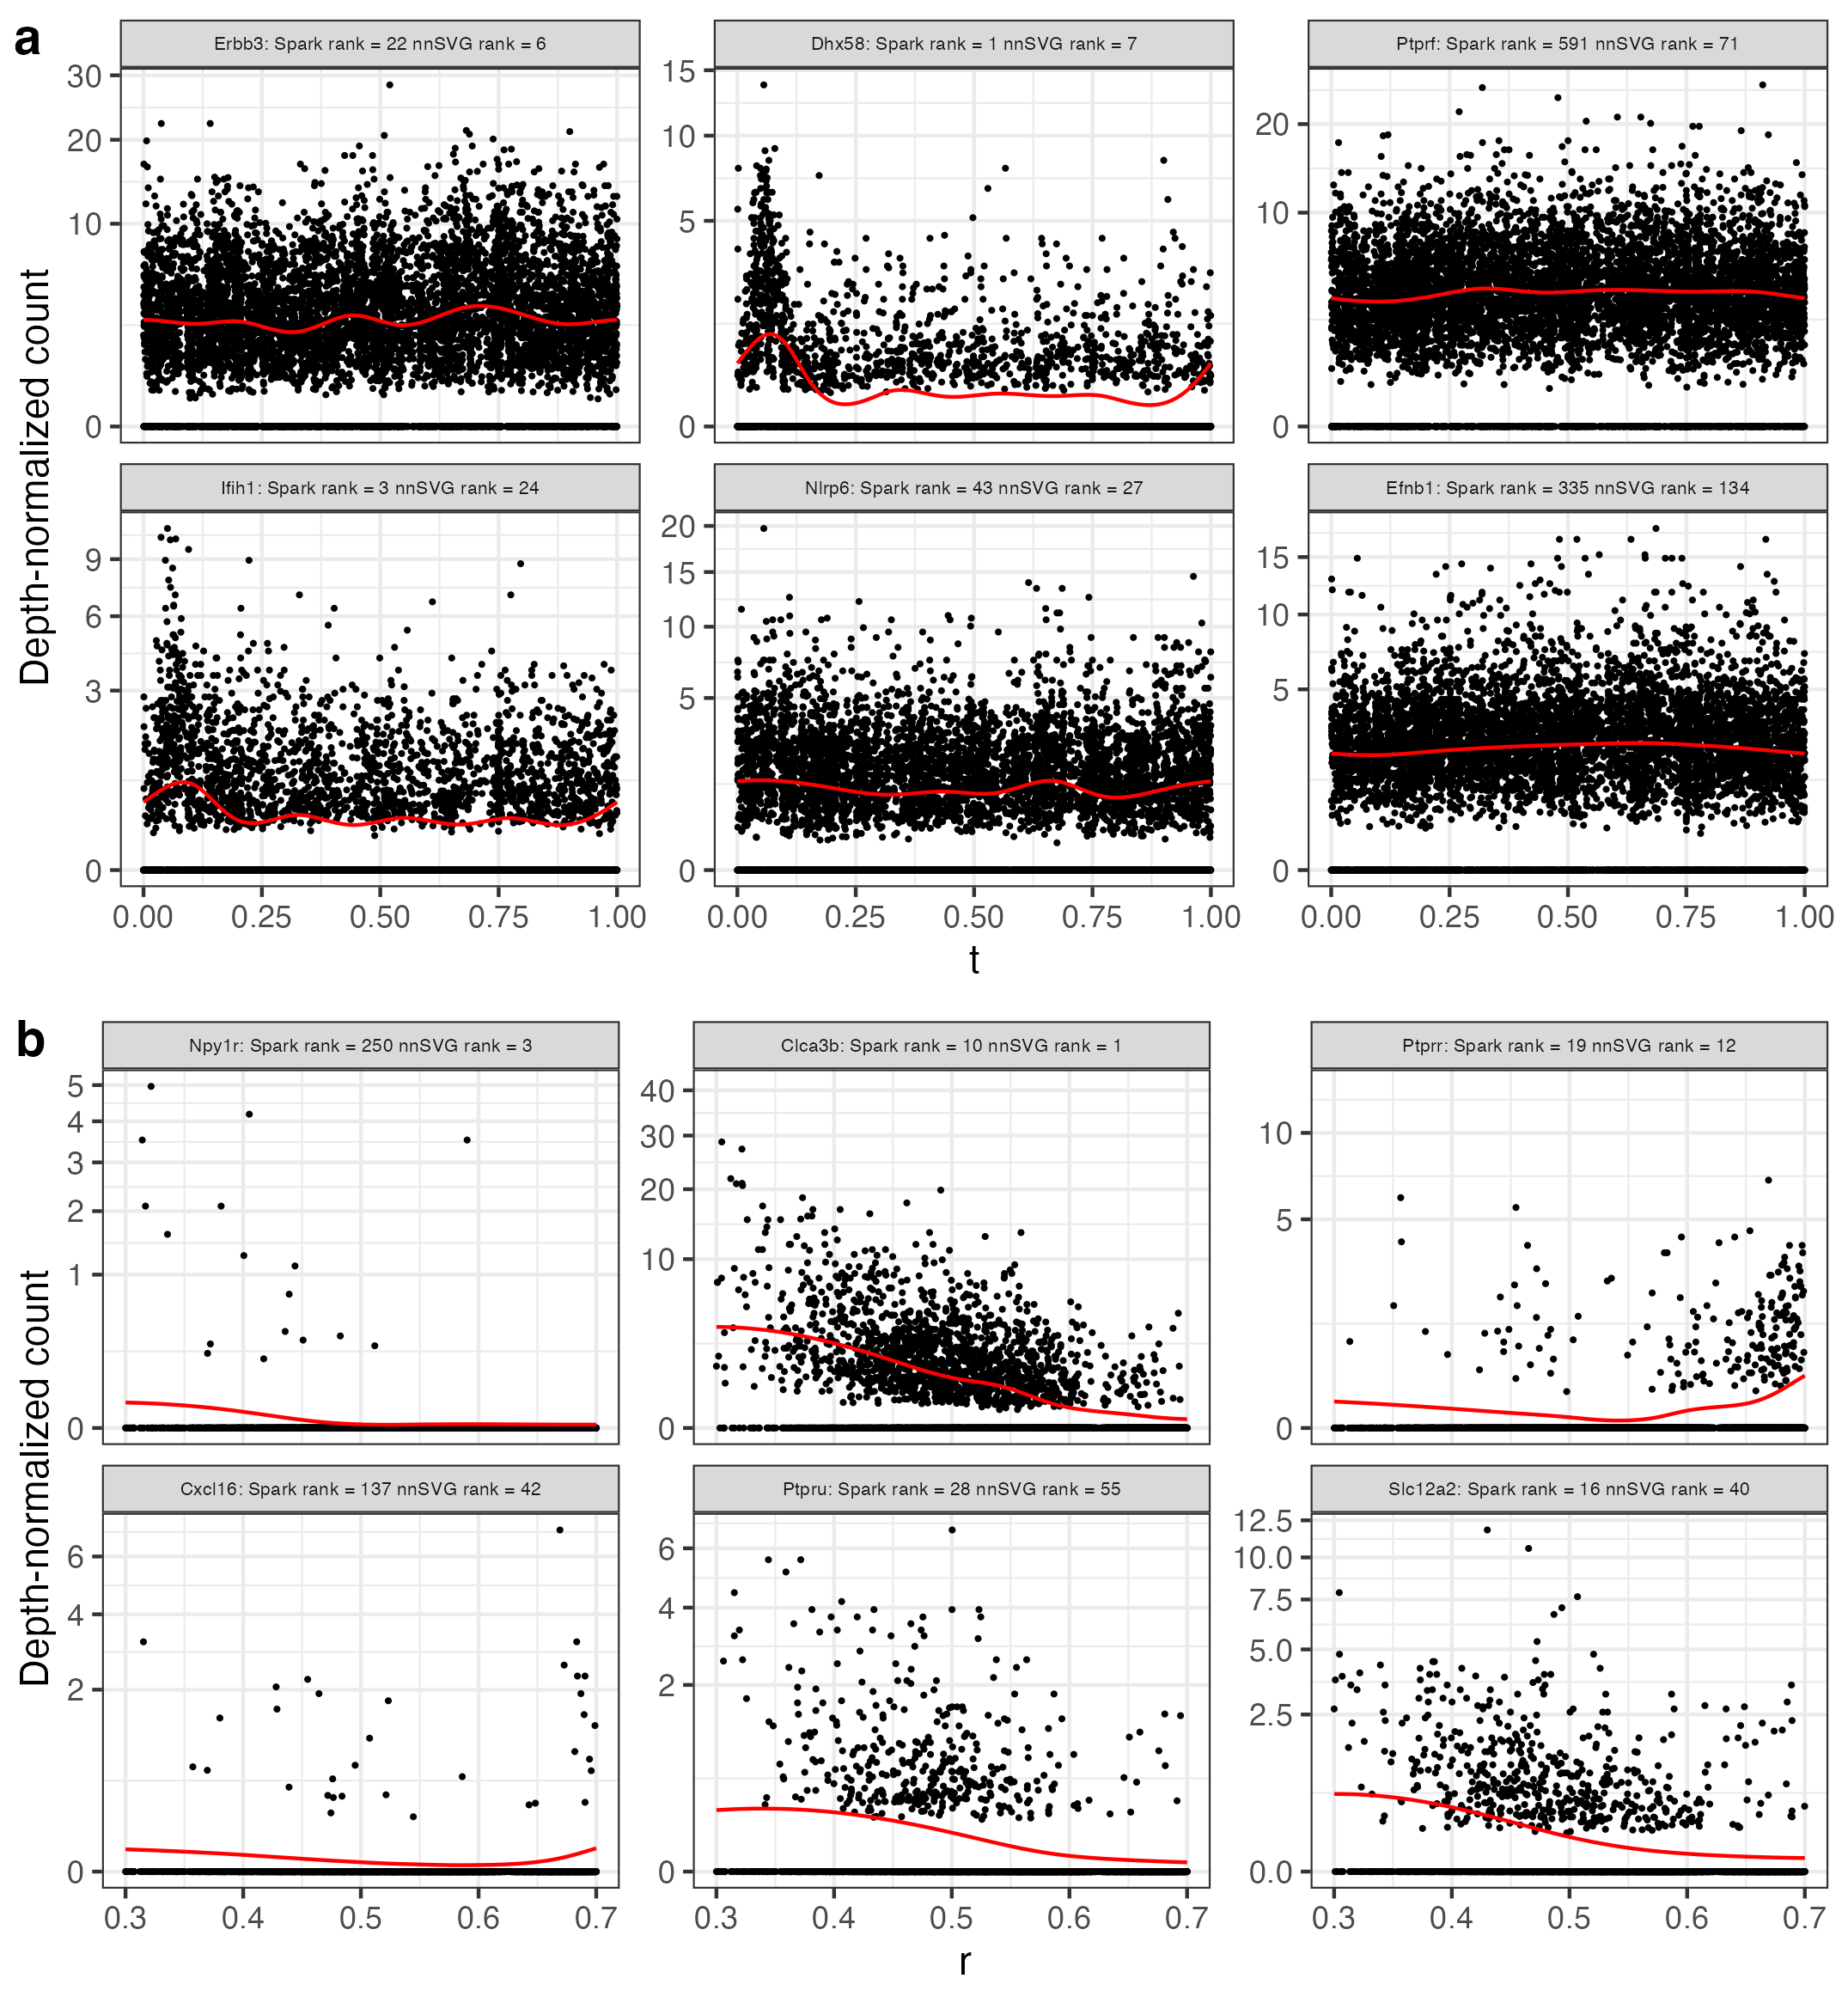 a
Erbb3: Spark rank = 22 nnSVG rank = 6
Dhx58: Spark rank = 1 nnSVG rank = 7
Ptprf: Spark rank = 591 nnSVG rank = 71
30
20
10
0
15
10
5
0
20
10
0
Depth-normalized count
Ifih1: Spark rank = 3 nnSVG rank = 24
Nlrp6: Spark rank = 43 nnSVG rank = 27
Efnb1: Spark rank = 335 nnSVG rank = 134
9
6
3
0
20
15
10
5
0
15
10
5
0
0.00 0.25 0.50 0.75 1.00
0.00 0.25 0.50 0.75 1.00
0.00 0.25 0.50 0.75 1.00
t
b
Npy1r: Spark rank = 250 nnSVG rank = 3
Clca3b: Spark rank = 10 nnSVG rank = 1
Ptprr: Spark rank = 19 nnSVG rank = 12
5
4
3
2
1
0
40
30
20
10
0
10
5
0
Depth-normalized count
Cxcl16: Spark rank = 137 nnSVG rank = 42
Ptpru: Spark rank = 28 nnSVG rank = 55
Slc12a2: Spark rank = 16 nnSVG rank = 40
6
4
2
0
6
4
2
0
12.5
10.0
7.5
5.0
2.5
0.0
0.3 0.4 0.5 0.6 0.7
0.3 0.4 0.5 0.6 0.7
0.3 0.4 0.5 0.6 0.7
r